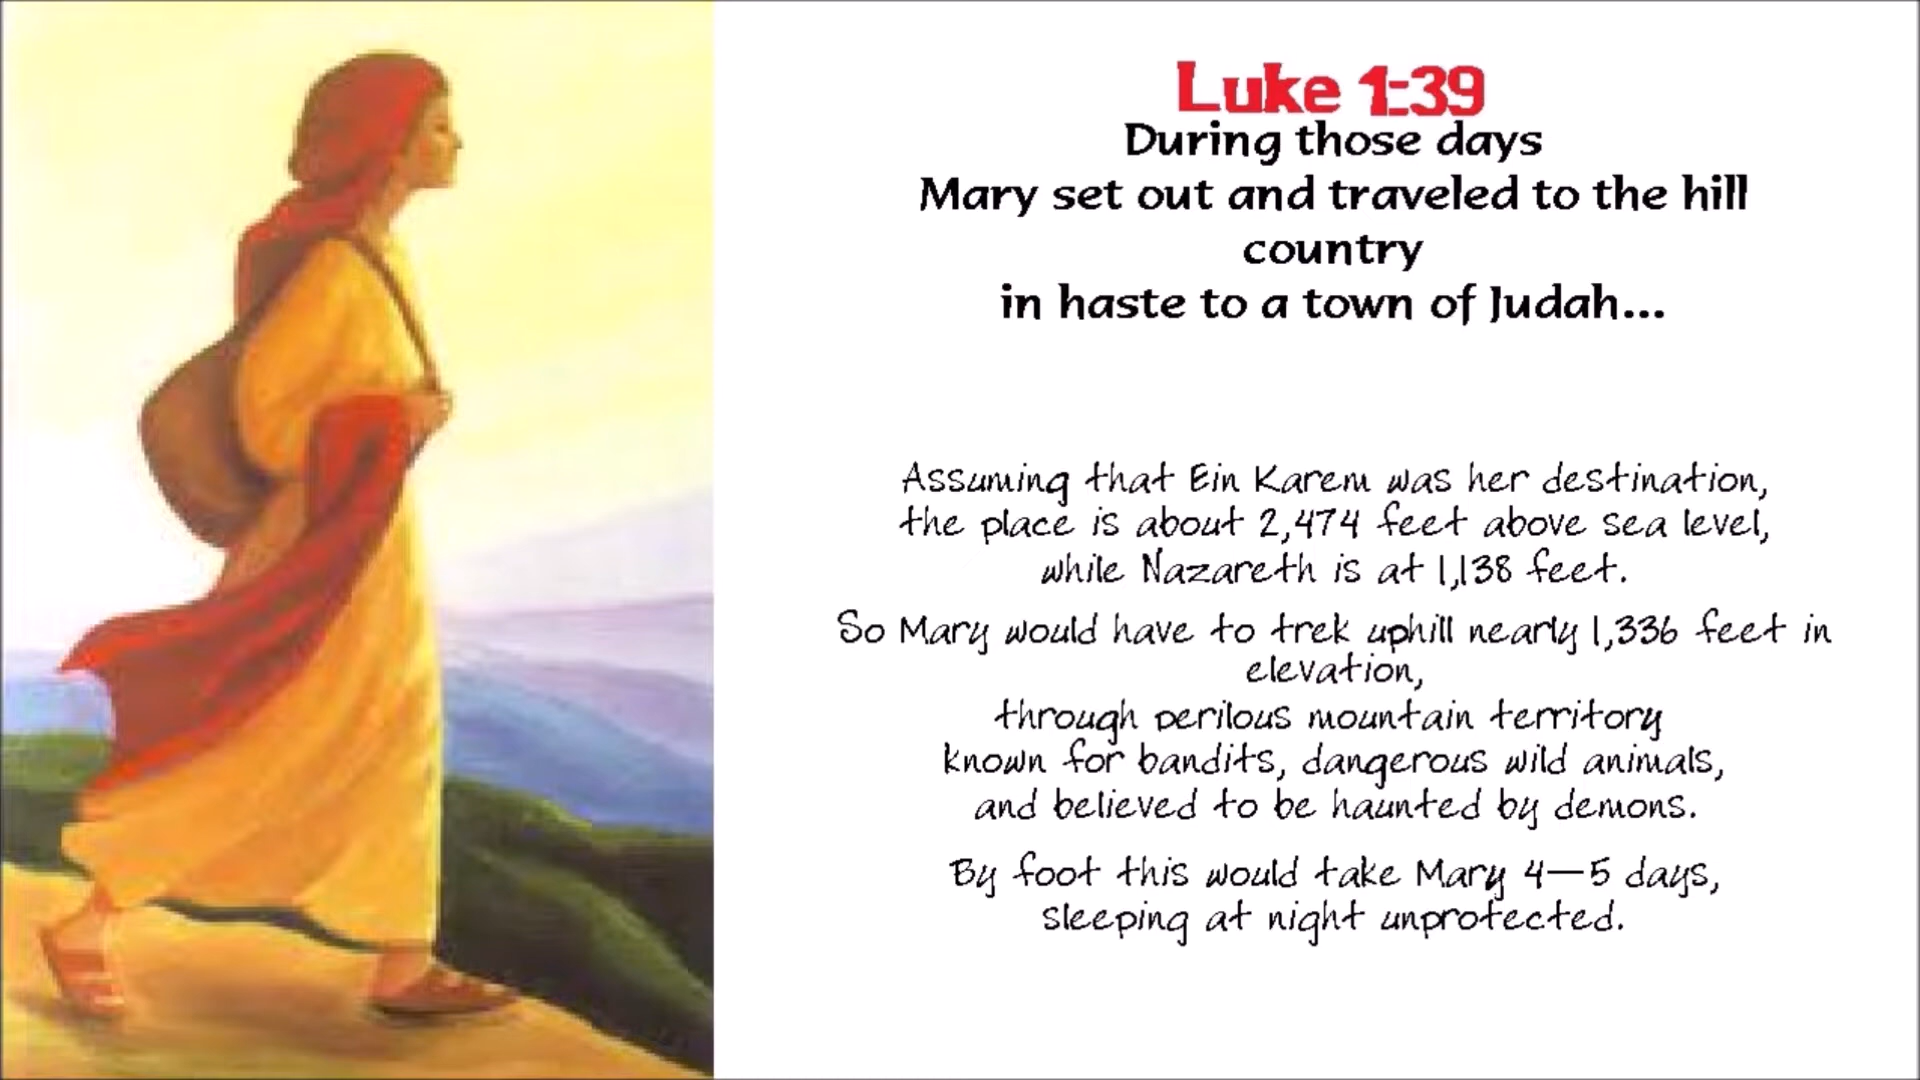 Luke 1:39
During those days
Mary set out and traveled to the hill
country
in haste to a town of Judah...
Assuming that Ein Karem was her destination,
the place is about 2,474 feet above sea level,
while Nazareth is at 1,138 feet.
So Mary would have to trek uphill nearly 1,336 feet in
elevation,
through perilous mountain territory
known for bandits, dangerous wild animals,
and believed to be haunted by demons.
By foot this would take Mary 4—5 days,
sleeping at night unprotected.